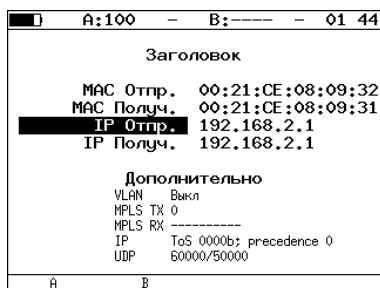 A:100 – B:---- – 01 44
Заголовок
MAC Отпр. 00:21:CE:08:09:32
MAC Получ. 00:21:CE:08:09:31
IP Отпр. 192.168.2.1
IP Получ. 192.168.2.1
Дополнительно
VLAN Выкл
MPLS TX 0
MPLS RX ----------
IP ToS 0000b; precedence 0
UDP 60000/50000
A B